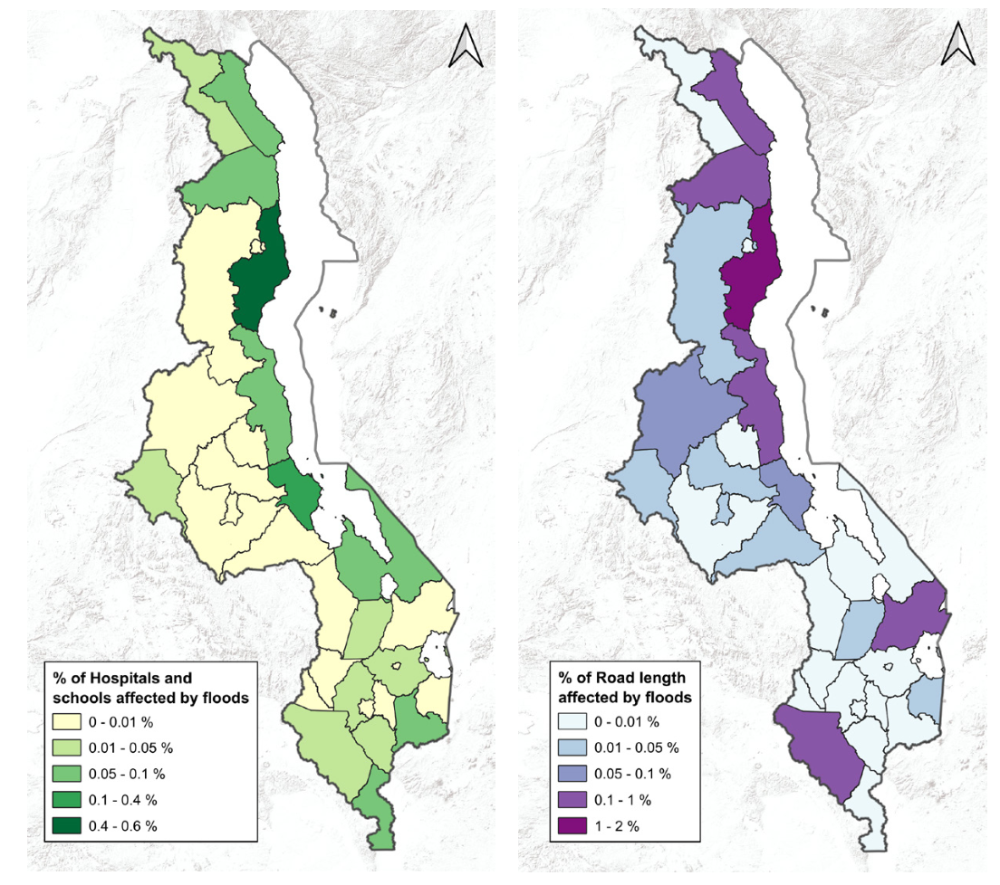 % of Hospitals and
schools affected by floods
0 - 0.01 %
0.01 - 0.05 %
0.05 - 0.1 %
0.1 - 0.4 %
0.4 - 0.6 %
% of Road length
affected by floods
0 - 0.01 %
0.01 - 0.05 %
0.05 - 0.1 %
0.1 - 1 %
1 - 2 %